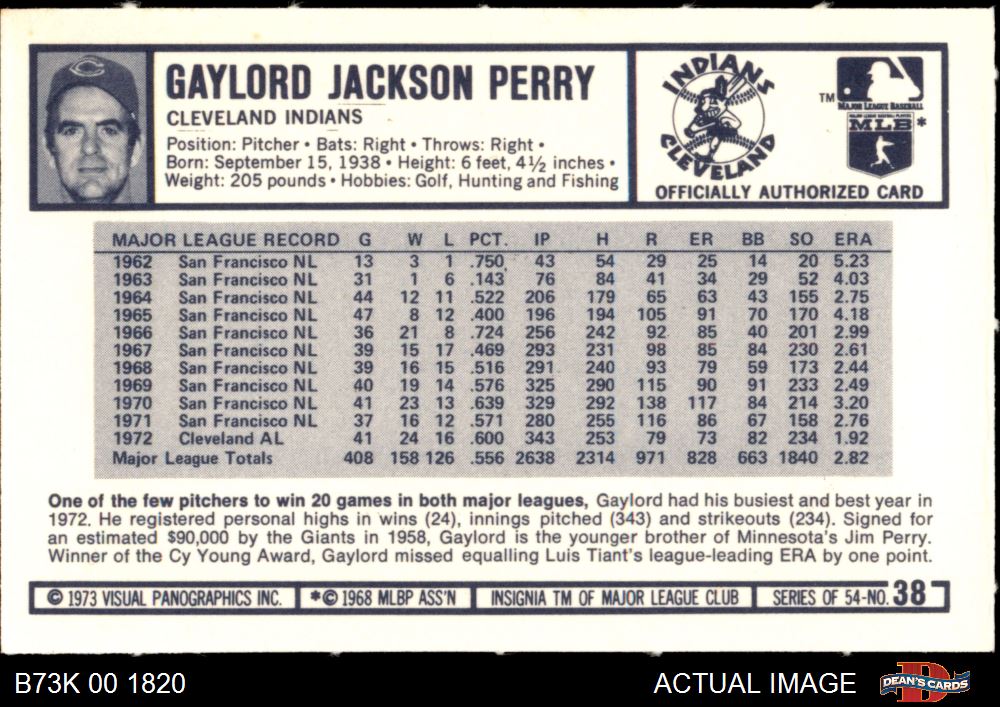 GAYLORD JACKSON PERRY
CLEVELAND INDIANS
Position: Pitcher • Bats: Right • Throws: Right •
Born: September 15, 1938 • Height: 6 feet, 4½ inches •
Weight: 205 pounds • Hobbies: Golf, Hunting and Fishing
INDIANS
CLEVELAND
TM MAJOR LEAGUE BASEBALL
MAJOR LEAGUE BASEBALL PLAYERS
MLB *
OFFICIALLY AUTHORIZED CARD
MAJOR LEAGUE RECORD G W L PCT. IP H R ER BB SO ERA
1962 San Francisco NL 13 3 1 .750 43 54 29 25 14 20 5.23
1963 San Francisco NL 31 1 6 .143 76 84 41 34 29 52 4.03
1964 San Francisco NL 44 12 11 .522 206 179 65 63 43 155 2.75
1965 San Francisco NL 47 8 12 .400 196 194 105 91 70 170 4.18
1966 San Francisco NL 36 21 8 .724 256 242 92 85 40 201 2.99
1967 San Francisco NL 39 15 17 .469 293 231 98 85 84 230 2.61
1968 San Francisco NL 39 16 15 .516 291 240 93 79 59 173 2.44
1969 San Francisco NL 40 19 14 .576 325 290 115 90 91 233 2.49
1970 San Francisco NL 41 23 13 .639 329 292 138 117 84 214 3.20
1971 San Francisco NL 37 16 12 .571 280 255 116 86 67 158 2.76
1972 Cleveland AL 41 24 16 .600 343 253 79 73 82 234 1.92
Major League Totals 408 158 126 .556 2638 2314 971 828 663 1840 2.82
One of the few pitchers to win 20 games in both major leagues, Gaylord had his busiest and best year in
1972. He registered personal highs in wins (24), innings pitched (343) and strikeouts (234). Signed for
an estimated $90,000 by the Giants in 1958, Gaylord is the younger brother of Minnesota's Jim Perry.
Winner of the Cy Young Award, Gaylord missed equalling Luis Tiant's league-leading ERA by one point.
© 1973 VISUAL PANOGRAPHICS INC. *© 1968 MLBP ASS'N INSIGNIA TM OF MAJOR LEAGUE CLUB SERIES OF 54-NO. 38
B73K 00 1820 ACTUAL IMAGE DEAN'S CARDS